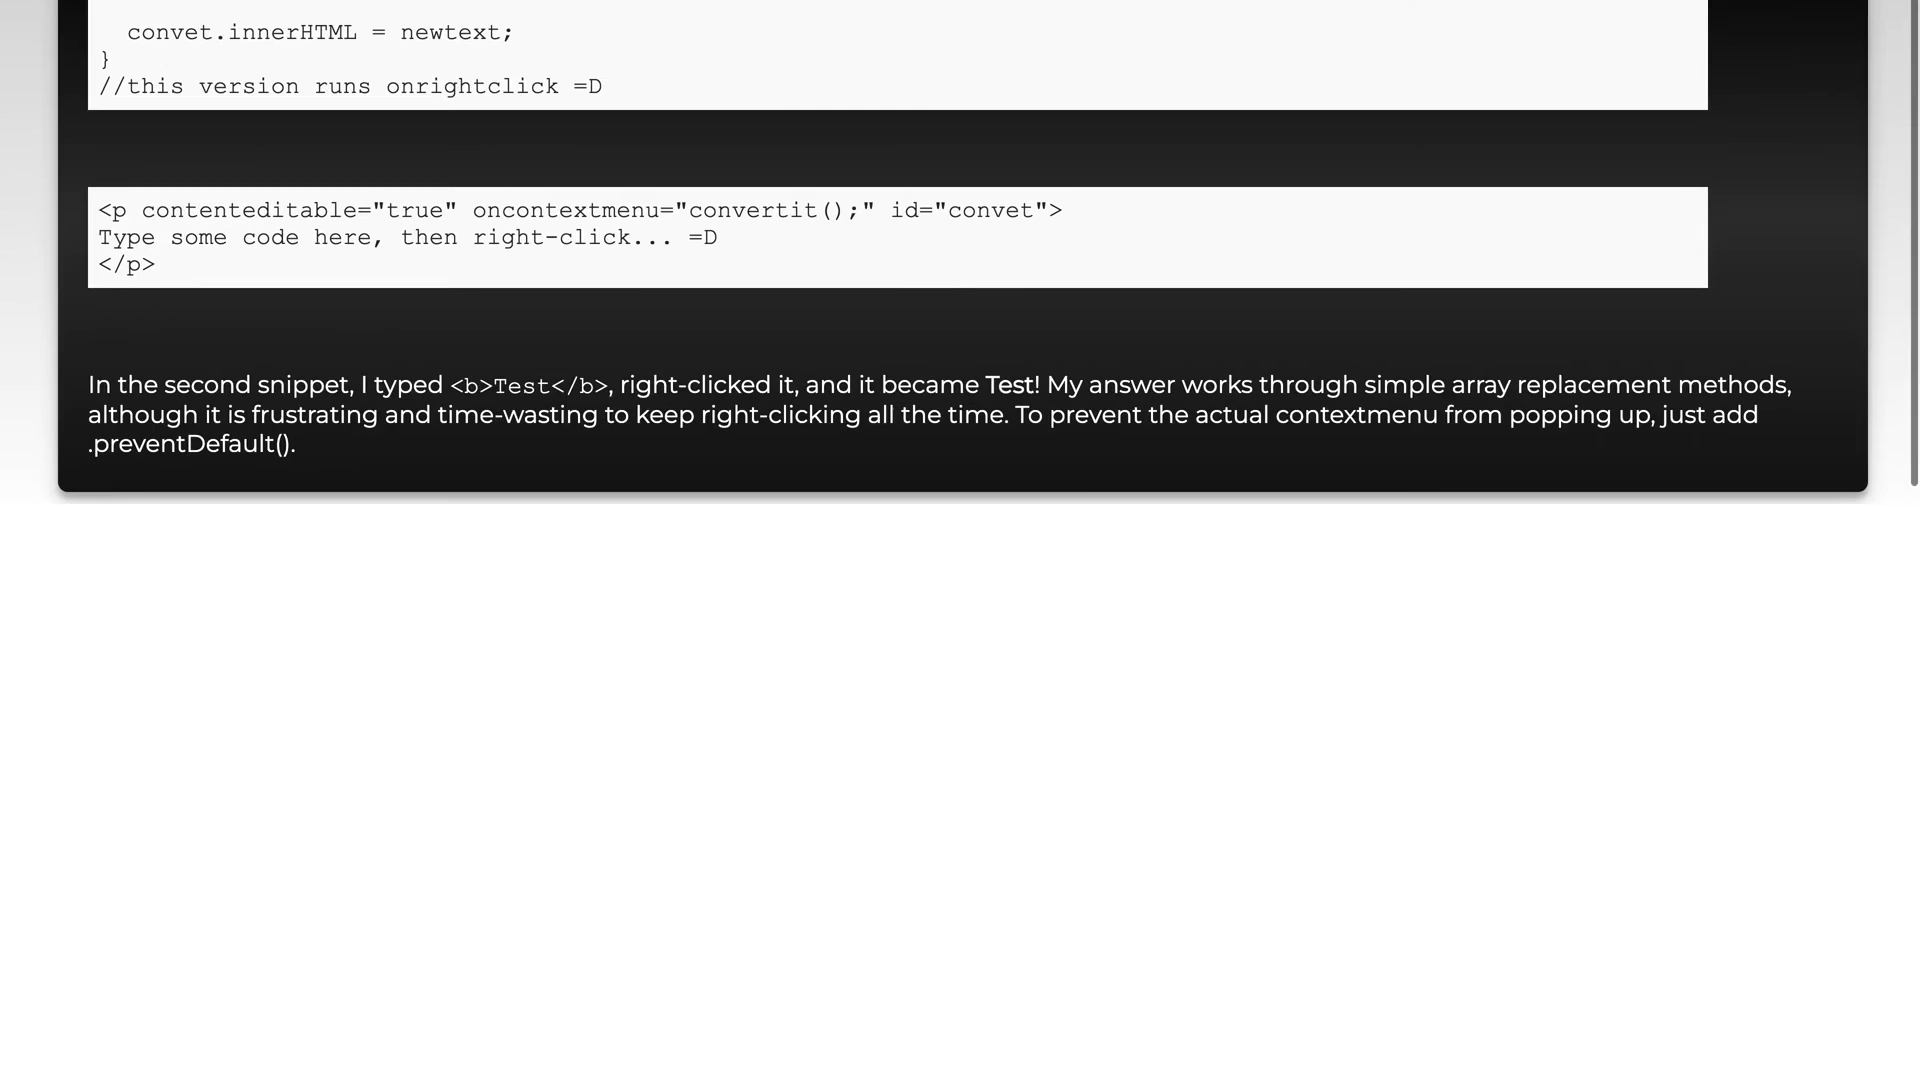 convet.innerHTML = newtext;
}
//this version runs onrightclick =D
<p contenteditable="true" oncontextmenu="convertit();" id="convet">
Type some code here, then right-click... =D
</p>
In the second snippet, I typed <b>Test</b>, right-clicked it, and it became Test! My answer works through simple array replacement methods,
although it is frustrating and time-wasting to keep right-clicking all the time. To prevent the actual contextmenu from popping up, just add
.preventDefault().